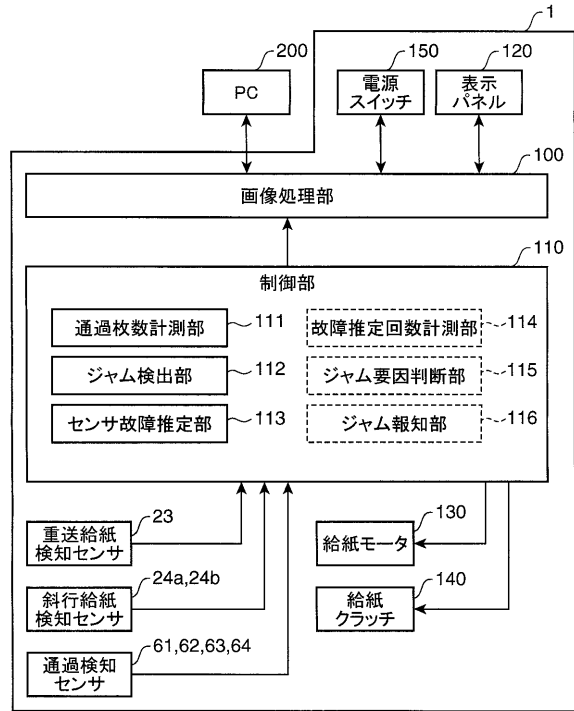 1
200
150
120
PC
電源
スイッチ
表示
パネル
100
画像処理部
110
制御部
通過枚数計測部
111
故障推定回数計測部
114
ジャム検出部
112
ジャム要因判断部
115
センサ故障推定部
113
ジャム報知部
116
23
重送給紙
検知センサ
130
給紙モータ
24a,24b
斜行給紙
検知センサ
140
給紙
クラッチ
61,62,63,64
通過検知
センサ